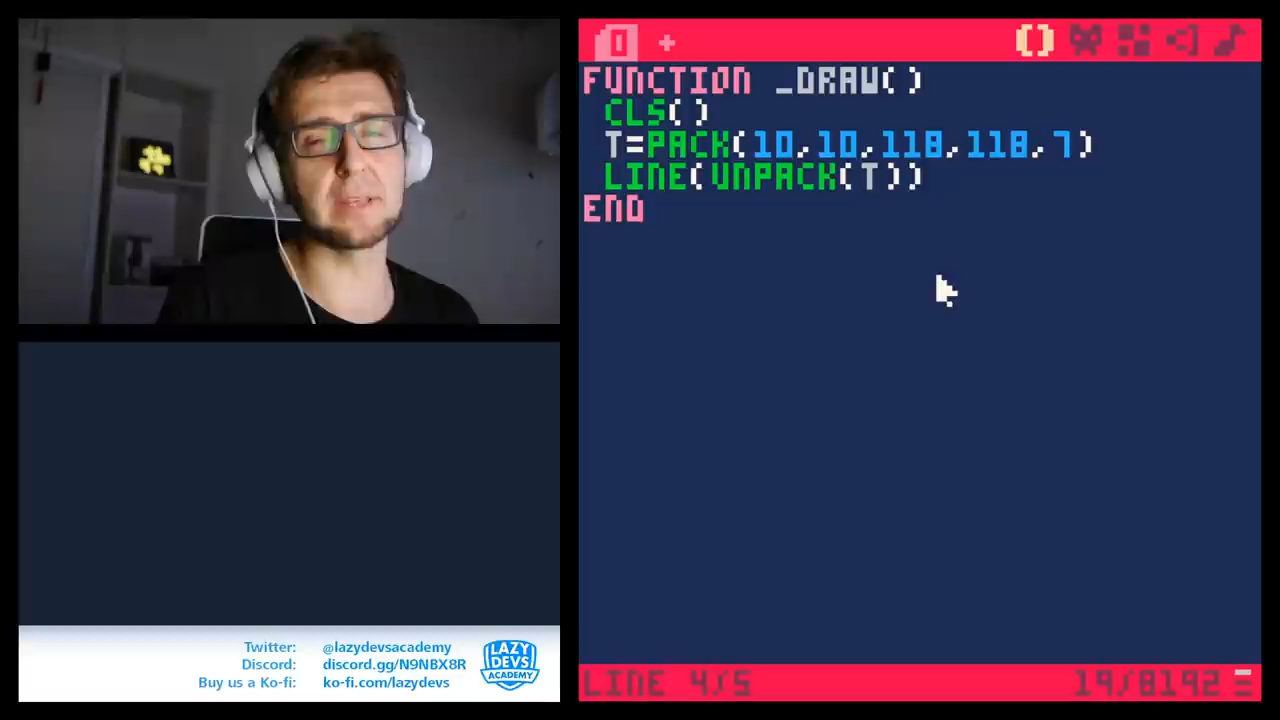 FUNCTION _DRAW()
CLS()
T=PACK(10,10,118,118,7)
LINE(UNPACK(T))
END
LINE 4/5
19/8192
Twitter: @lazydevsacademy
Discord: discord.gg/N9NBX8R
Buy us a Ko-fi: ko-fi.com/lazydevs
LAZY
DEVS
ACADEMY